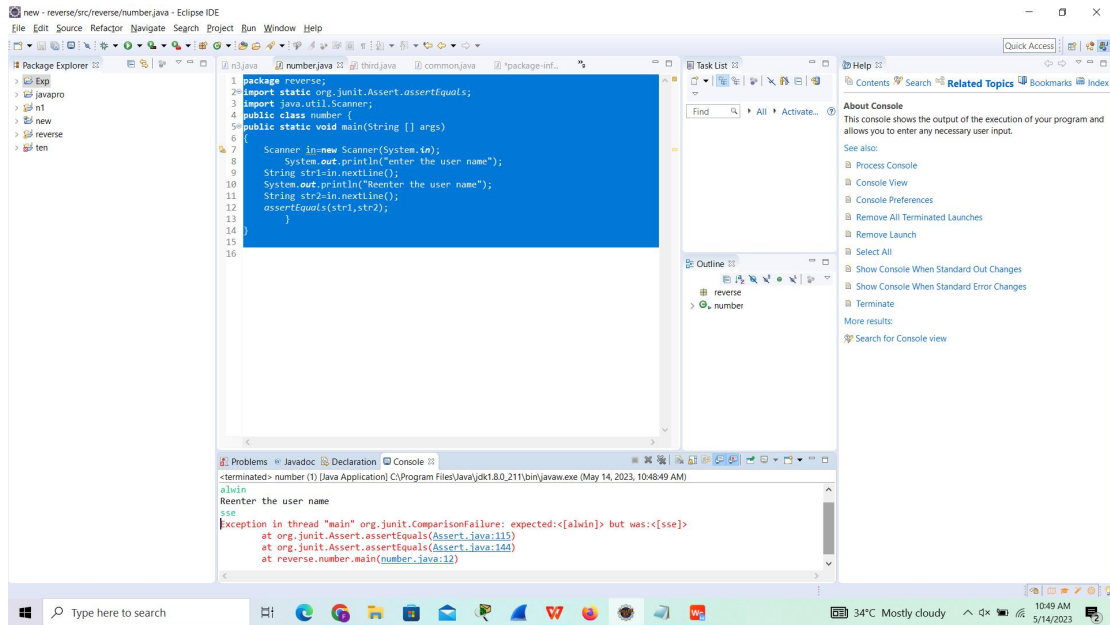 new - reverse/src/reverse/number.java - Eclipse IDE
File Edit Source Refactor Navigate Search Project Run Window Help
Quick Access
Package Explorer
Exp
javapro
n1
new
reverse
ten
n3.java number.java third.java common.java *package-inf...
1 package reverse;
2 import static org.junit.Assert.assertEquals;
3 import java.util.Scanner;
4 public class number {
5 public static void main(String [] args)
6 {
7 Scanner in=new Scanner(System.in);
8 System.out.println("enter the user name");
9 String str1=in.nextLine();
10 System.out.println("Reenter the user name");
11 String str2=in.nextLine();
12 assertEquals(str1,str2);
13 }
14 }
15
16
Task List
Find All Activate...
Outline
reverse
number
Help
Contents Search Related Topics Bookmarks Index
About Console
This console shows the output of the execution of your program and
allows you to enter any necessary user input.
See also:
Process Console
Console View
Console Preferences
Remove All Terminated Launches
Remove Launch
Select All
Show Console When Standard Out Changes
Show Console When Standard Error Changes
Terminate
More results:
Search for Console view
Problems Javadoc Declaration Console
<terminated> number (1) [Java Application] C:\Program Files\Java\jdk1.8.0_211\bin\javaw.exe (May 14, 2023, 10:48:49 AM)
alwin
Reenter the user name
sse
Exception in thread "main" org.junit.ComparisonFailure: expected:<[alwin]> but was:<[sse]>
at org.junit.Assert.assertEquals(Assert.java:115)
at org.junit.Assert.assertEquals(Assert.java:144)
at reverse.number.main(number.java:12)
Type here to search
34°C Mostly cloudy
10:49 AM
5/14/2023
2